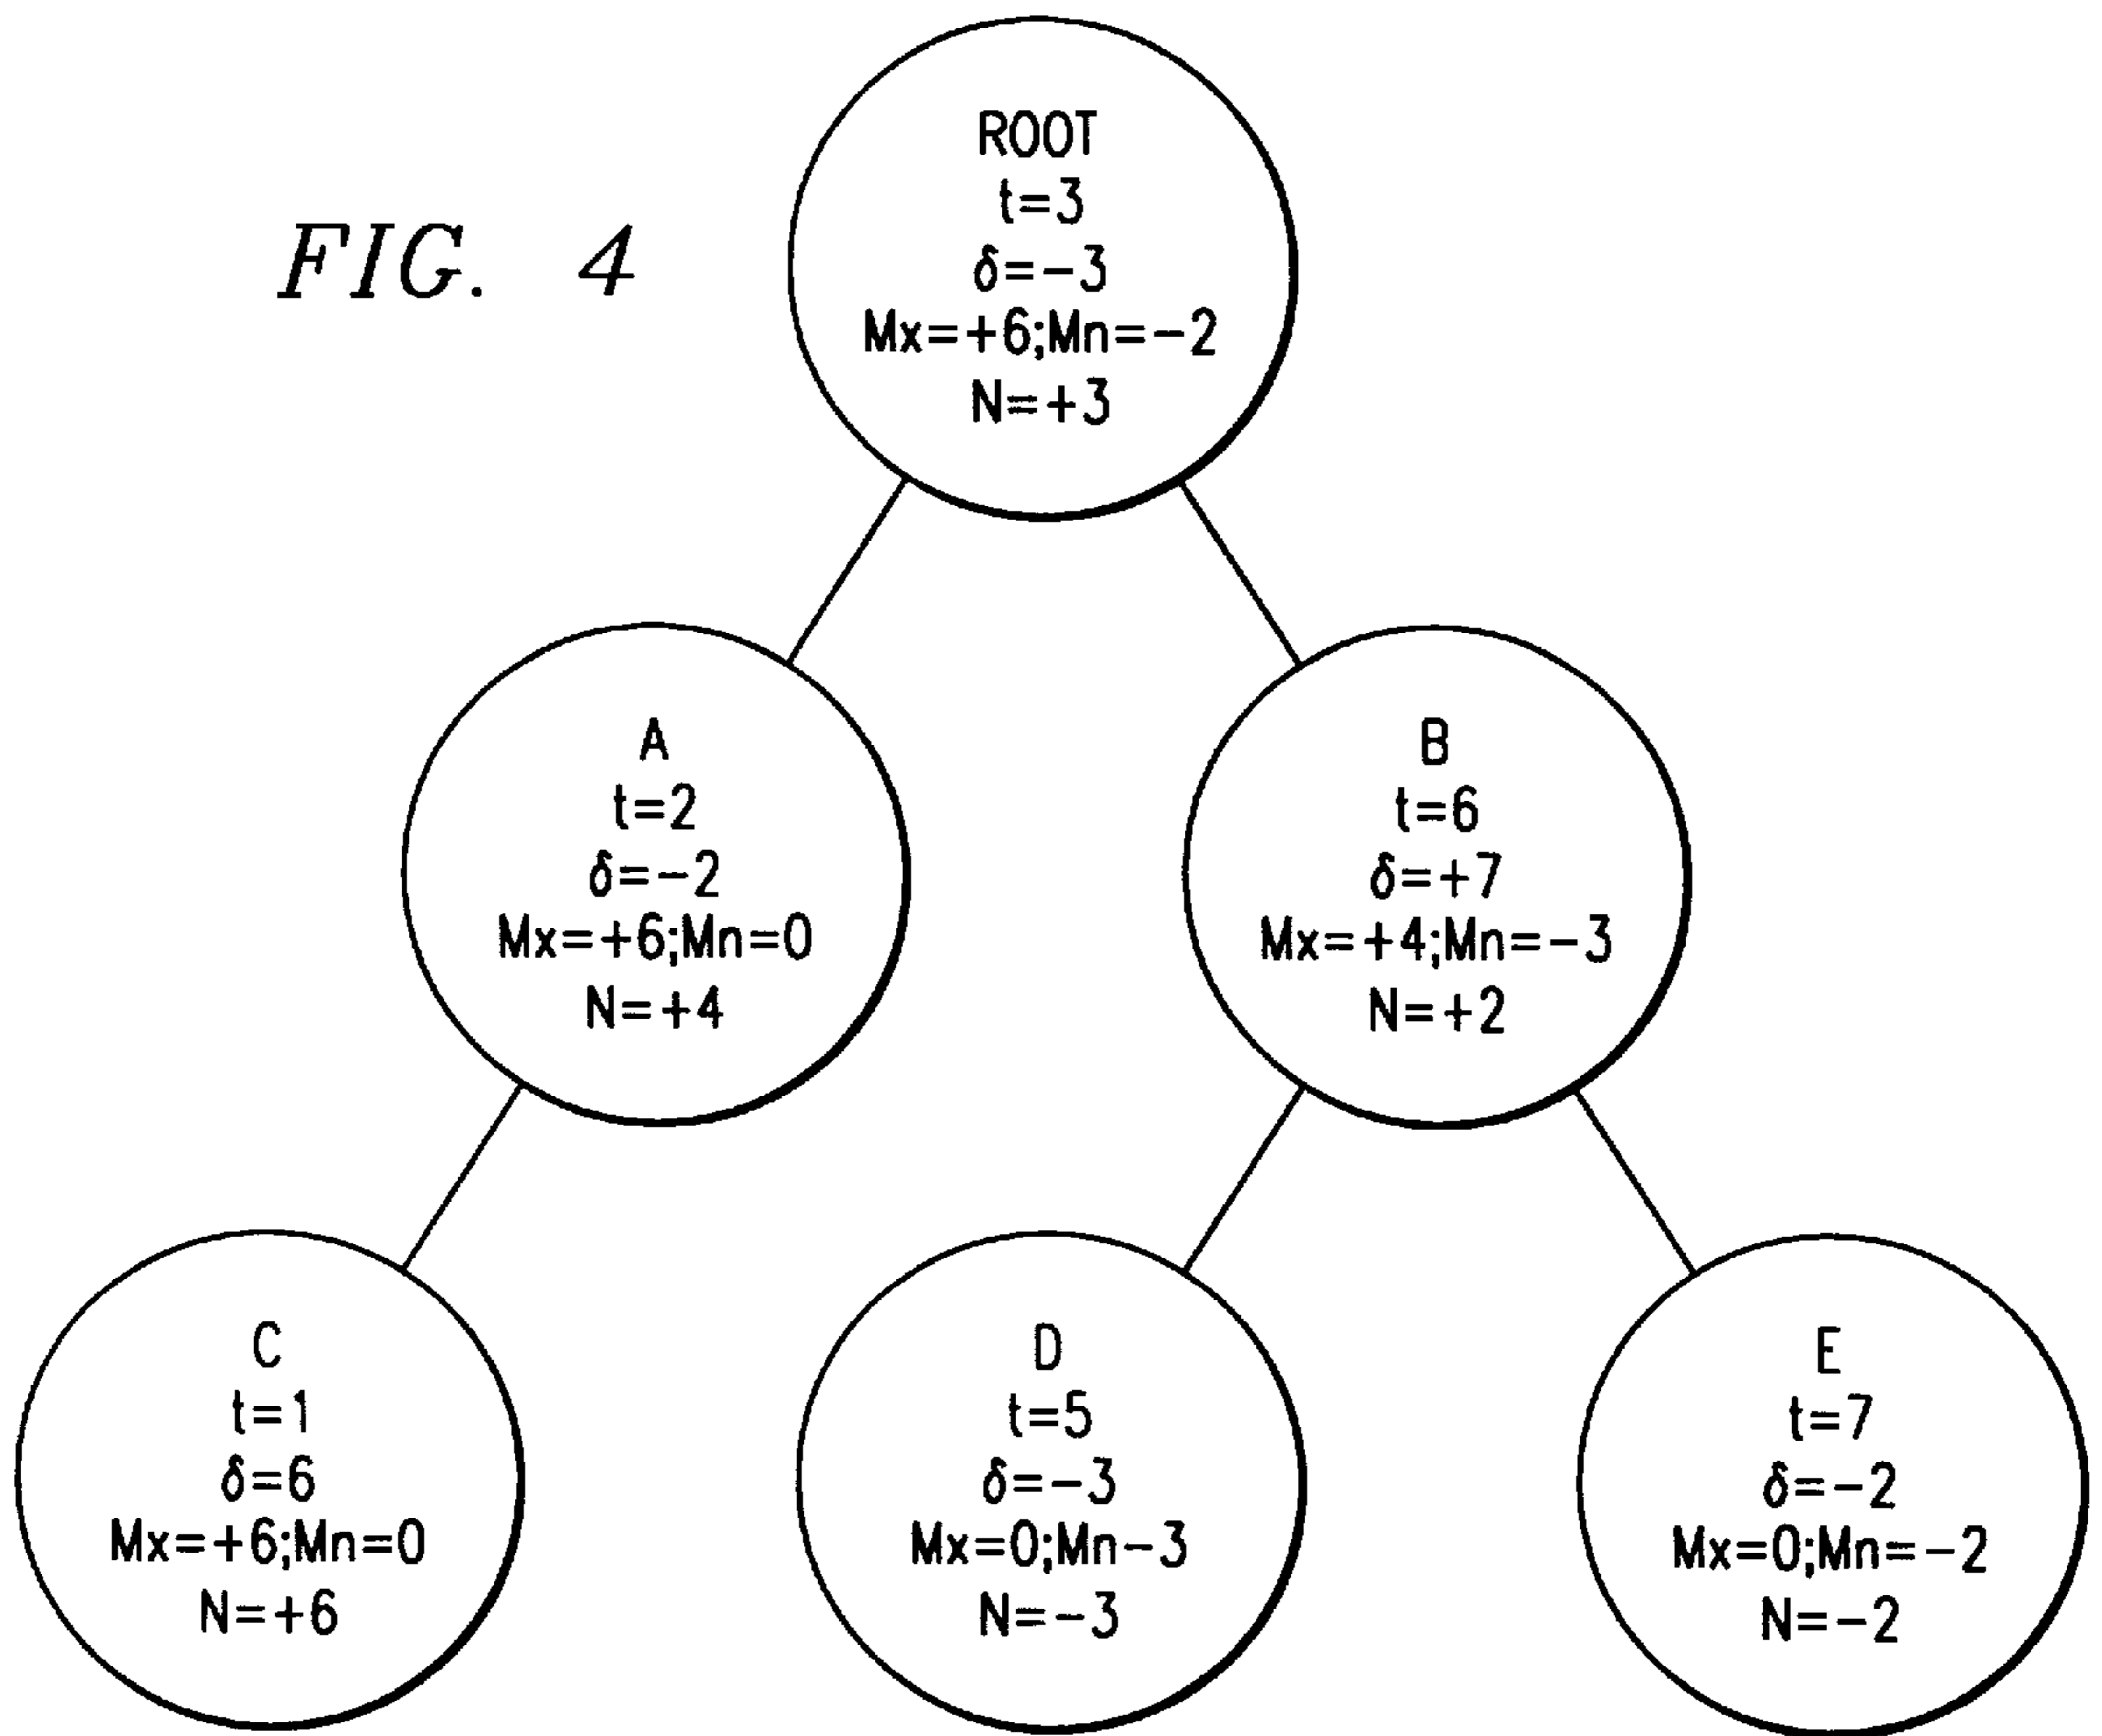 FIG. 4
ROOT
t=3
δ=-3
Mx=+6;Mn=-2
N=+3
A
t=2
δ=-2
Mx=+6;Mn=0
N=+4
B
t=6
δ=+7
Mx=+4;Mn=-3
N=+2
C
t=1
δ=6
Mx=+6;Mn=0
N=+6
D
t=5
δ=-3
Mx=0;Mn-3
N=-3
E
t=7
δ=-2
Mx=0;Mn=-2
N=-2